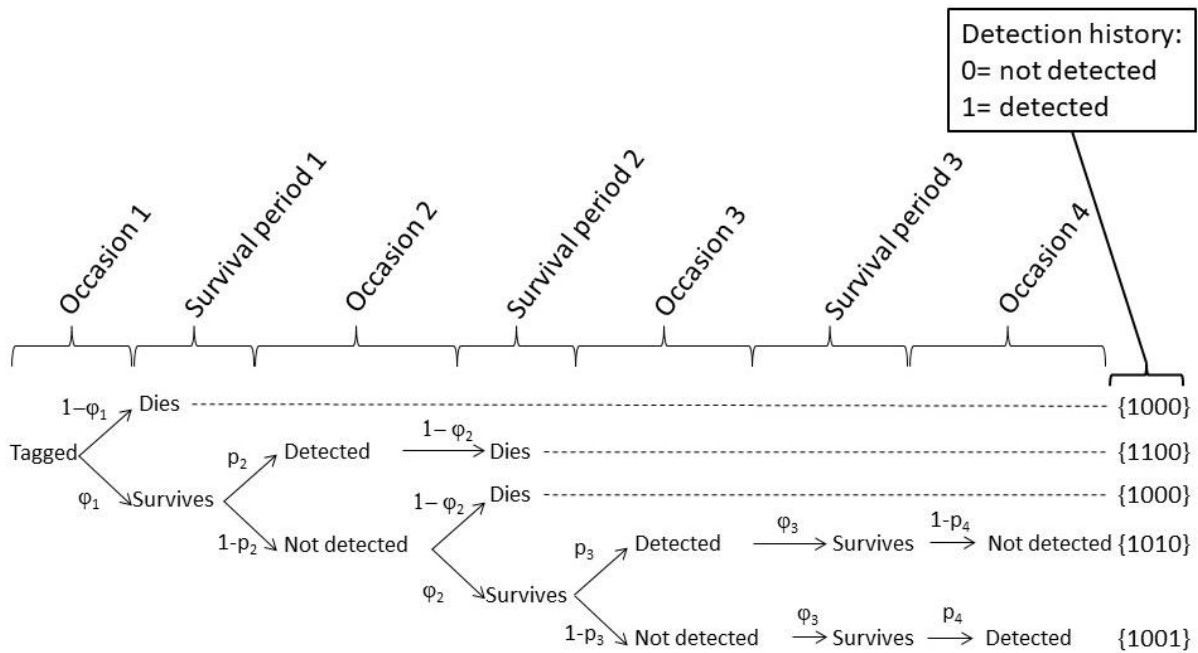 Detection history:
0= not detected
1= detected
Occasion 1
Survival period 1
Occasion 2
Survival period 2
Occasion 3
Survival period 3
Occasion 4
1−φ₁ Dies {1000}
Tagged p₂ Detected 1− φ₂ Dies {1100}
φ₁ Survives 1− φ₂ Dies {1000}
1-p₂ Not detected p₃ Detected φ₃ Survives 1-p₄ Not detected {1010}
φ₂ Survives
1-p₃ Not detected φ₃ Survives p₄ Detected {1001}